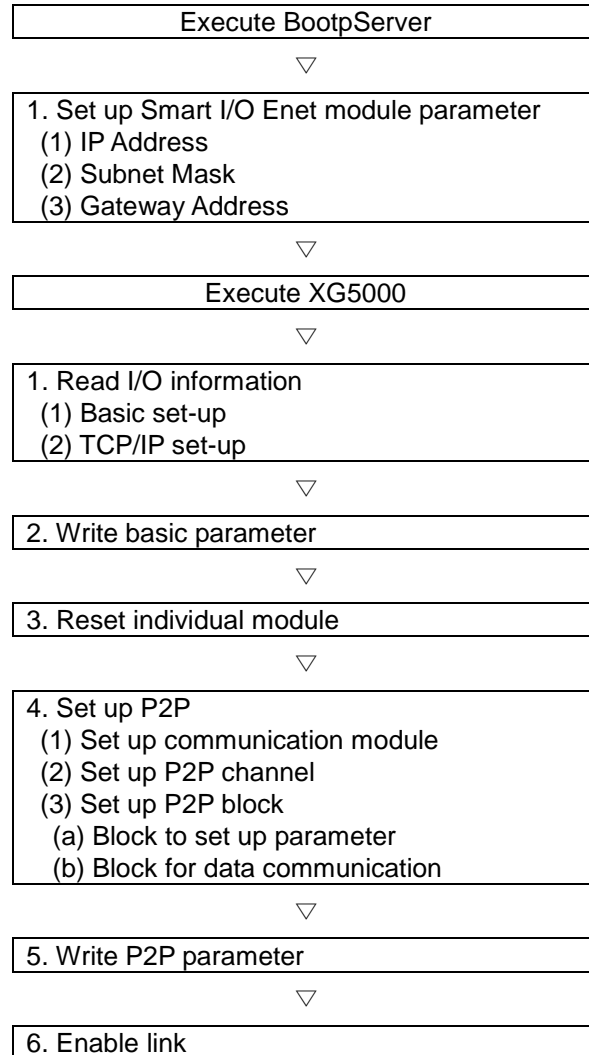 Execute BootpServer
▽
1. Set up Smart I/O Enet module parameter
(1) IP Address
(2) Subnet Mask
(3) Gateway Address
▽
Execute XG5000
▽
1. Read I/O information
(1) Basic set-up
(2) TCP/IP set-up
▽
2. Write basic parameter
▽
3. Reset individual module
▽
4. Set up P2P
(1) Set up communication module
(2) Set up P2P channel
(3) Set up P2P block
(a) Block to set up parameter
(b) Block for data communication
▽
5. Write P2P parameter
▽
6. Enable link